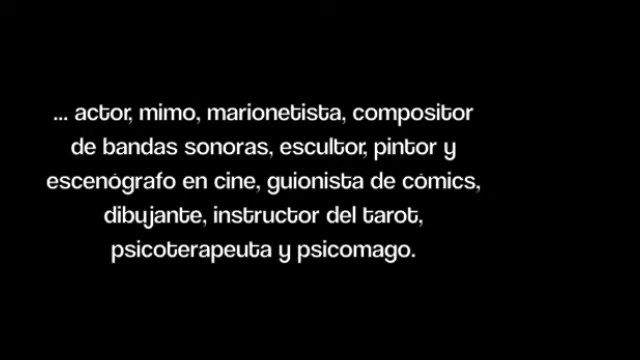 ... actor, mimo, marionetista, compositor
de bandas sonoras, escultor, pintor y
escenógrafo en cine, guionista de cómics,
dibujante, instructor del tarot,
psicoterapeuta y psicomago.